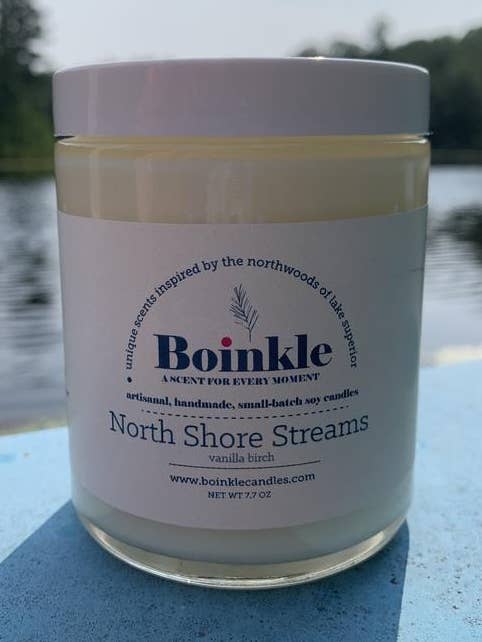 • unique scents inspired by the northwoods of lake superior
Boinkle
A SCENT FOR EVERY MOMENT
artisanal, handmade, small-batch soy candles
North Shore Streams
vanilla birch
www.boinklecandles.com
NET WT 7.7 OZ